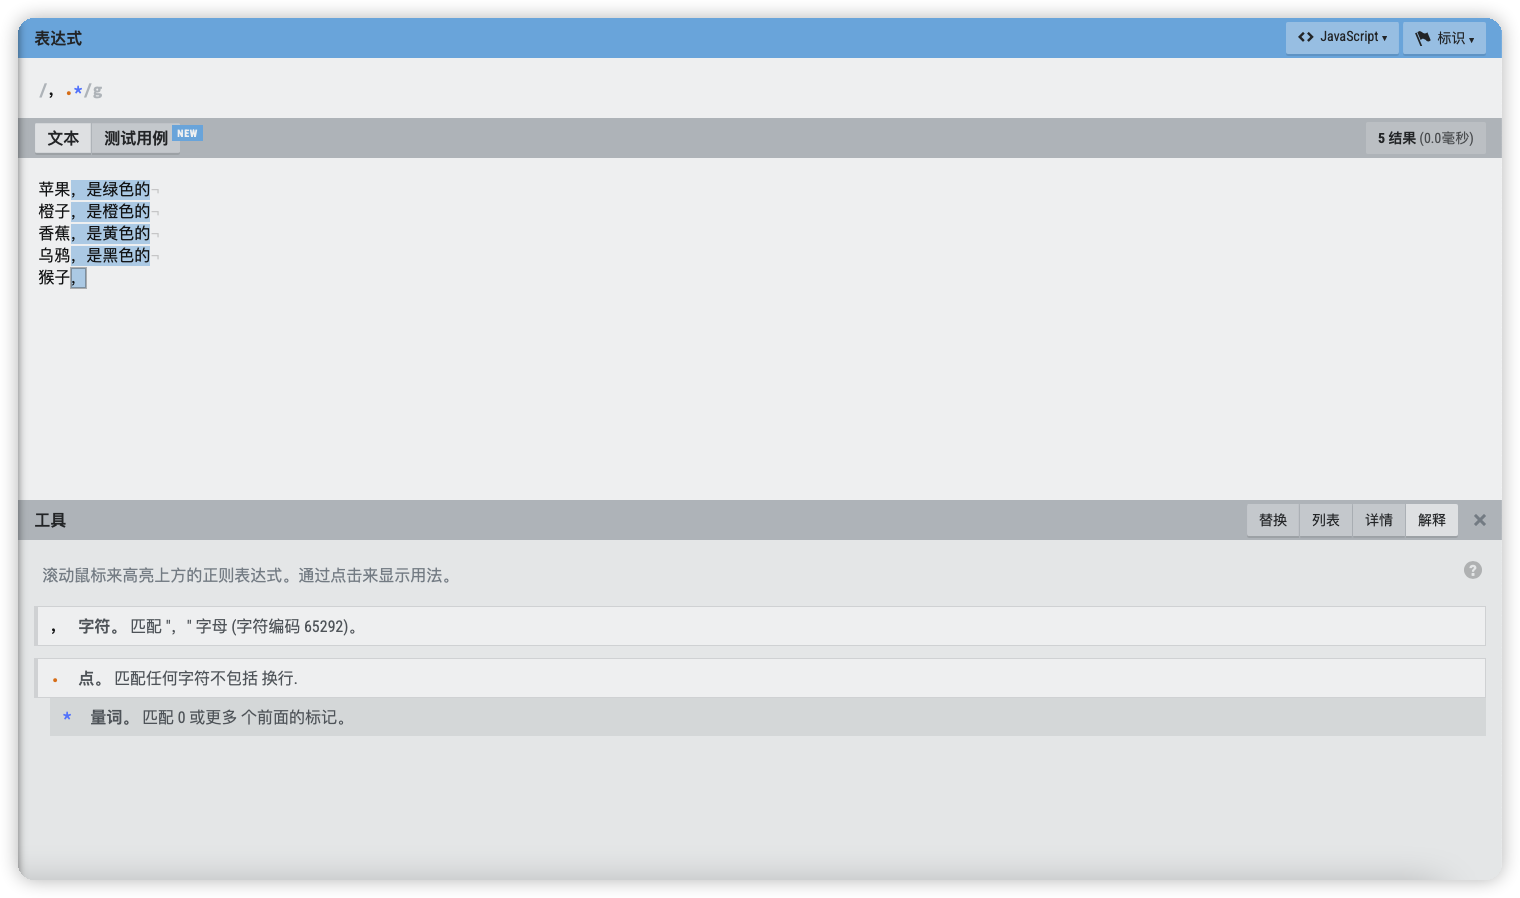 表达式
<> JavaScript ▾
标识 ▾
/，.*/g
文本
测试用例 NEW
5 结果 (0.0毫秒)
苹果，是绿色的¬
橙子，是橙色的¬
香蕉，是黄色的¬
乌鸦，是黑色的¬
猴子，
工具
替换
列表
详情
解释
滚动鼠标来高亮上方的正则表达式。通过点击来显示用法。
， 字符。 匹配 "，" 字母 (字符编码 65292)。
. 点。 匹配任何字符不包括 换行.
* 量词。 匹配 0 或更多 个前面的标记。